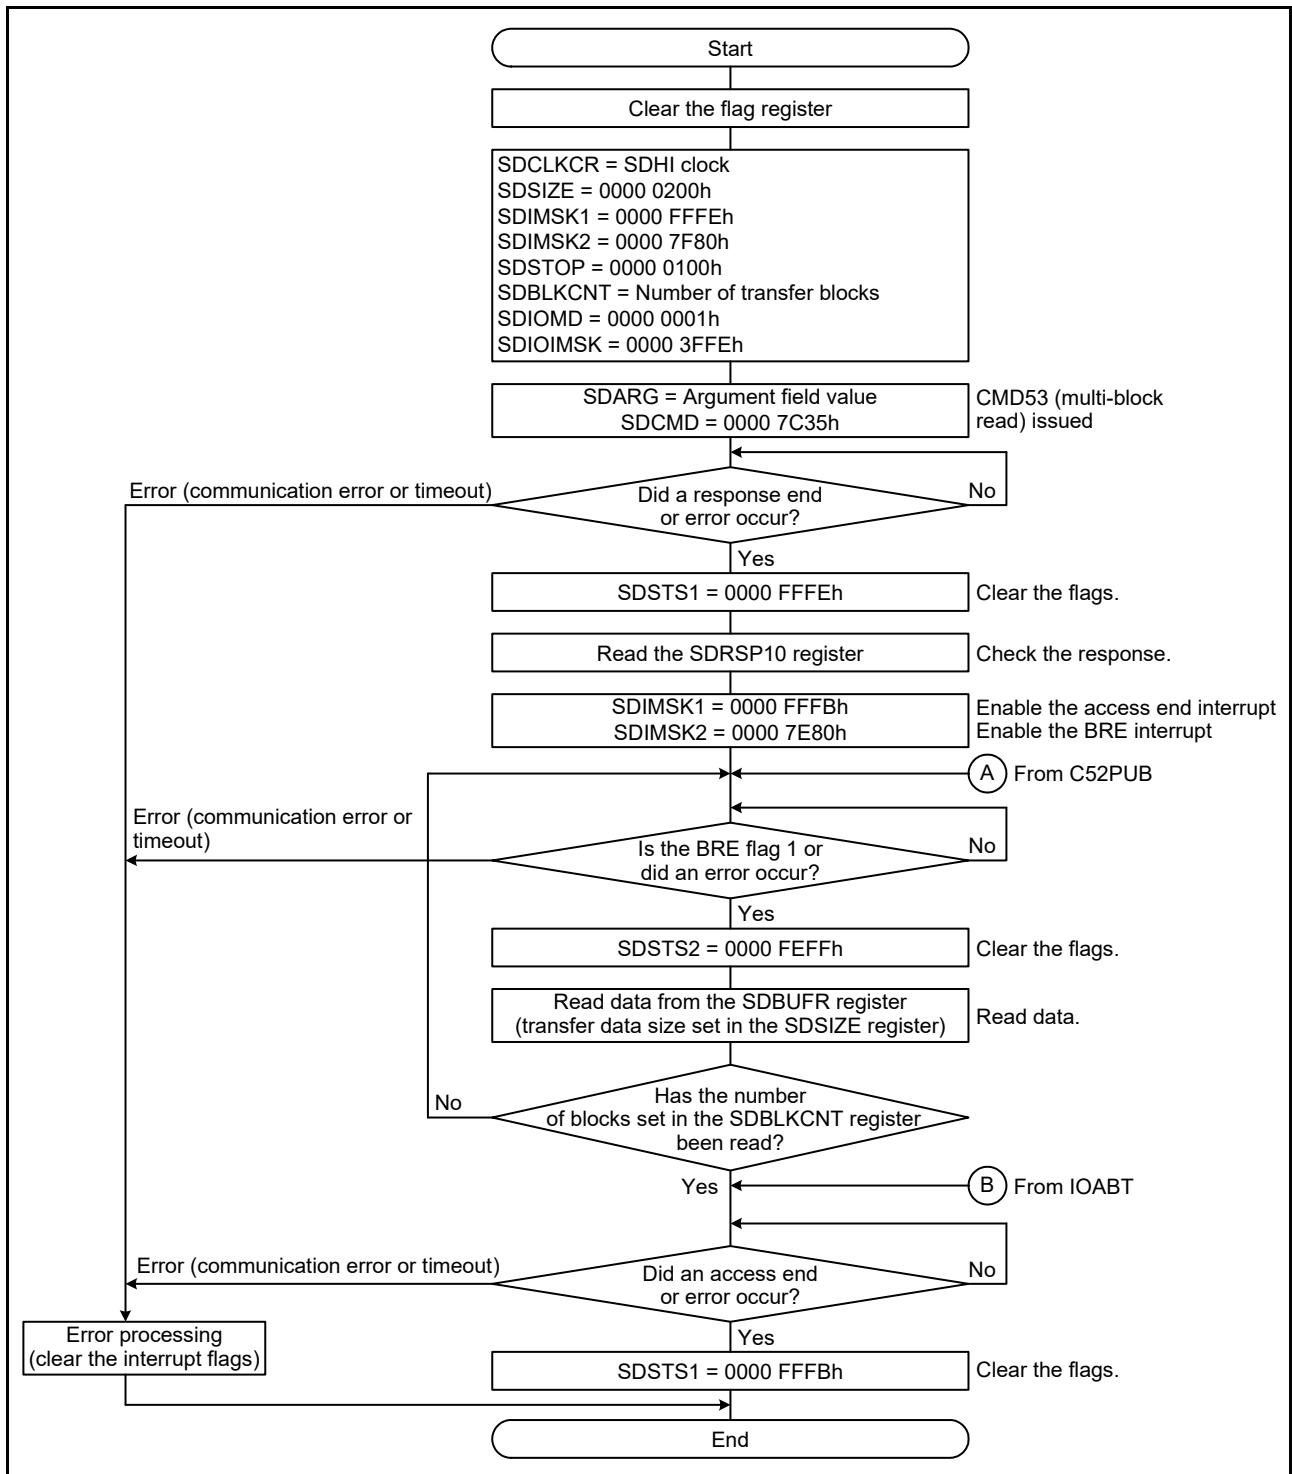 Start
Clear the flag register
SDCLKCR = SDHI clock
SDSIZE = 0000 0200h
SDIMSK1 = 0000 FFFEh
SDIMSK2 = 0000 7F80h
SDSTOP = 0000 0100h
SDBLKCNT = Number of transfer blocks
SDIOMD = 0000 0001h
SDIOIMSK = 0000 3FFEh
SDARG = Argument field value
SDCMD = 0000 7C35h
CMD53 (multi-block
read) issued
Error (communication error or timeout)
Did a response end
or error occur?
No
Yes
SDSTS1 = 0000 FFFEh
Clear the flags.
Read the SDRSP10 register
Check the response.
SDIMSK1 = 0000 FFFBh
SDIMSK2 = 0000 7E80h
Enable the access end interrupt
Enable the BRE interrupt
A From C52PUB
Error (communication error or
timeout)
Is the BRE flag 1 or
did an error occur?
No
Yes
SDSTS2 = 0000 FEFFh
Clear the flags.
Read data from the SDBUFR register
(transfer data size set in the SDSIZE register)
Read data.
No
Has the number
of blocks set in the SDBLKCNT register
been read?
Yes
B From IOABT
Error (communication error or timeout)
Did an access end
or error occur?
No
Yes
Error processing
(clear the interrupt flags)
SDSTS1 = 0000 FFFBh
Clear the flags.
End